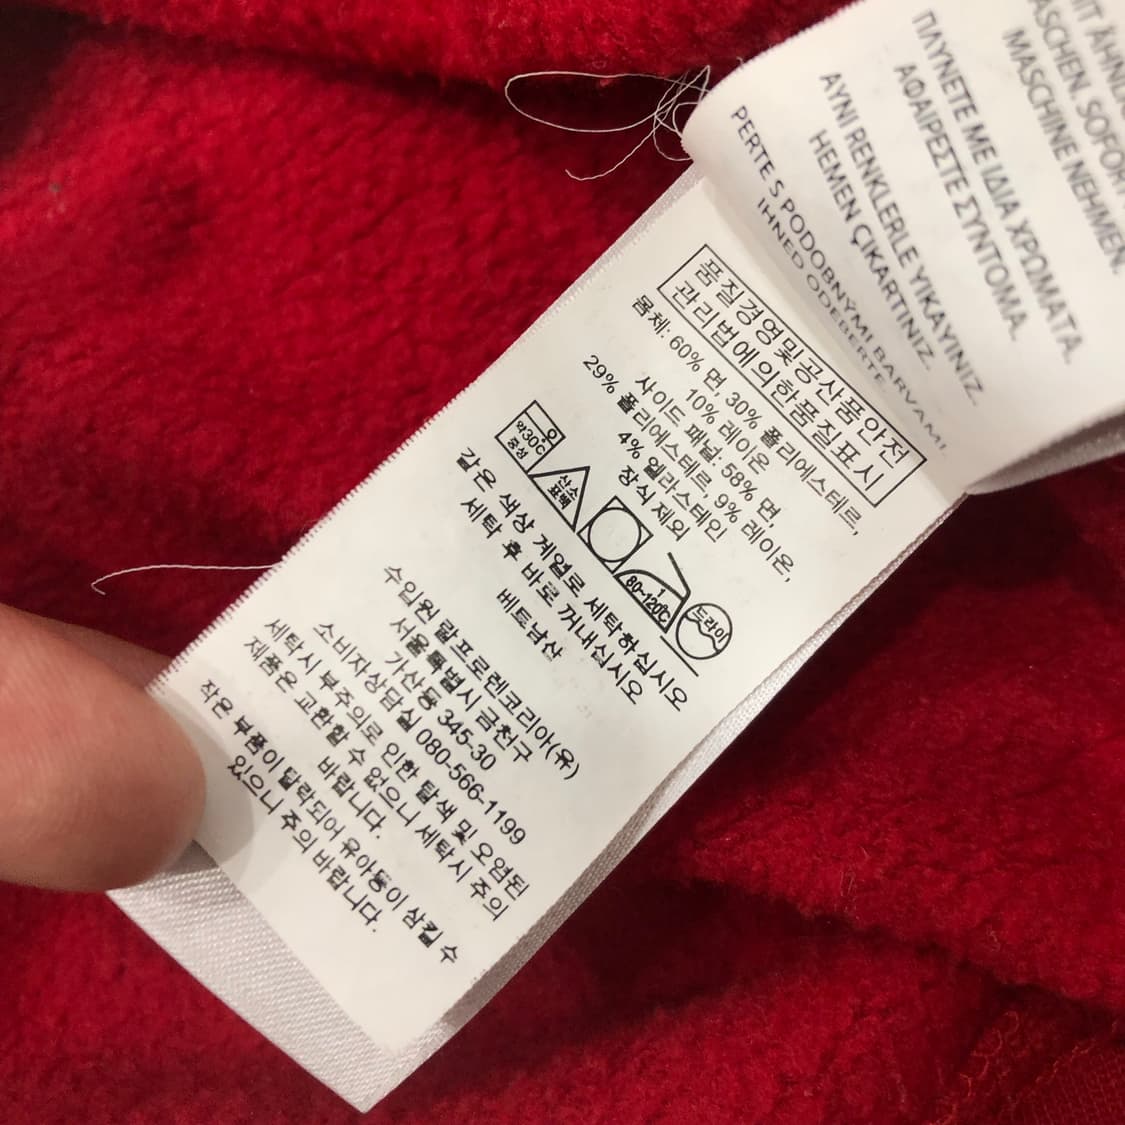 MIT ÄHNLI
ASCHEN. SOFORT
MASCHINE NEHMEN.
ΠΛΥΝΕΤΕ ΜΕ ΙΔΙΑ ΧΡΩΜΑΤΑ.
ΑΦΑΙΡΕΣΤΕ ΣΥΝΤΟΜΑ.
AYNI RENKLERLE YIKAYINIZ.
HEMEN ÇIKARTINIZ.
PERTE S PODOBNÝMI BARVAMI.
IHNED ODEBERTE.
품질경영및공산품안전
관리법에의한품질표시
몸체: 60% 면, 30% 폴리에스테르,
10% 레이온
사이드 패널: 58% 면,
29% 폴리에스테르, 9% 레이온,
4% 엘라스테인
장식 제외
약30℃
중성
산소
표백
80~120℃
드라이
같은 색상 계열로 세탁하십시오
세탁 후 바로 꺼내십시오
베트남산
수입원 랄프로렌코리아(유)
서울특별시 금천구
가산동 345-30
소비자상담실 080-566-1199
세탁시 부주의로 인한 탈색 및 오염된
제품은 교환할 수 없으니 세탁시 주의
바랍니다.
작은 부품이 탈락되어 유아동이 삼킬 수
있으니 주의 바랍니다.